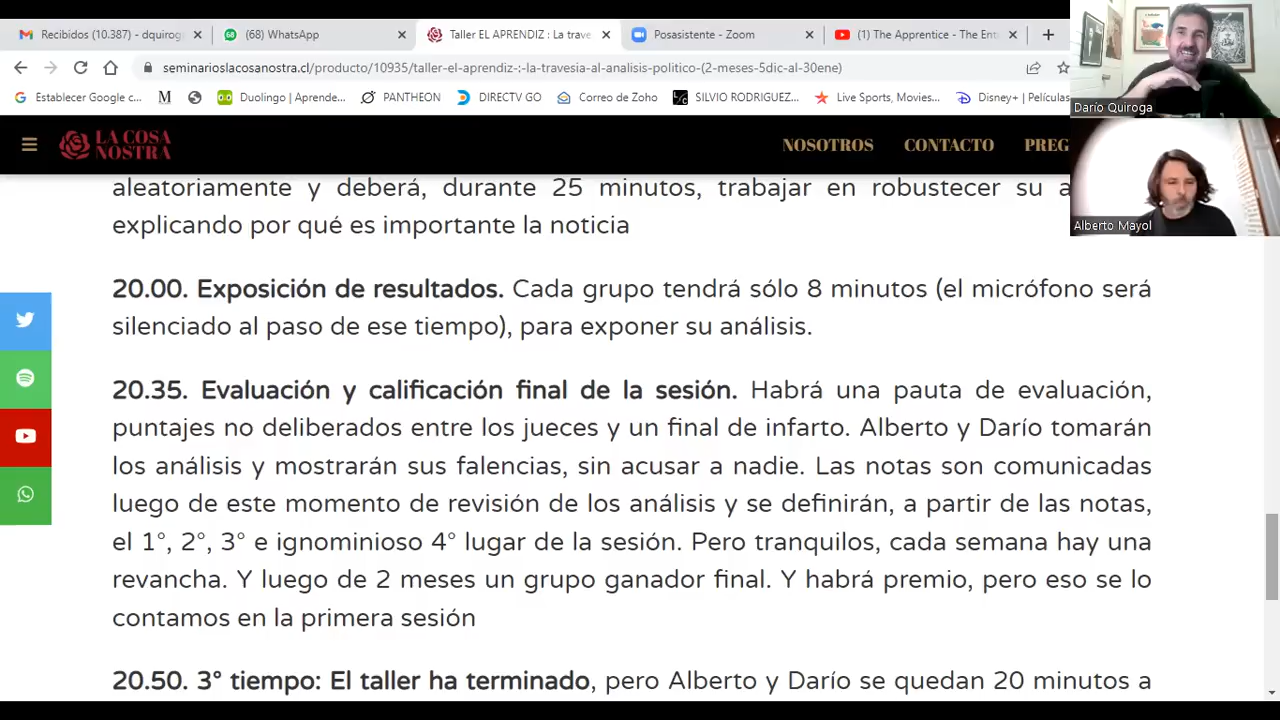 Recibidos (10.387) - dquirog
(68) WhatsApp
Taller EL APRENDIZ : La trave
Posasistente - Zoom
(1) The Apprentice - The Ent
seminarioslacosanostra.cl/producto/10935/taller-el-aprendiz-:-la-travesia-al-analisis-politico-(2-meses-5dic-al-30ene)
Establecer Google c...
M
Duolingo | Aprende...
PANTHEON
DIRECTV GO
Correo de Zoho
SILVIO RODRIGUEZ...
Live Sports, Movies...
Disney+ | Películas
Darío Quiroga
LA COSA
NOSTRA
NOSOTROS
CONTACTO
PREG
aleatoriamente y deberá, durante 25 minutos, trabajar en robustecer su a
explicando por qué es importante la noticia
Alberto Mayol
20.00. Exposición de resultados. Cada grupo tendrá sólo 8 minutos (el micrófono será
silenciado al paso de ese tiempo), para exponer su análisis.
20.35. Evaluación y calificación final de la sesión. Habrá una pauta de evaluación,
puntajes no deliberados entre los jueces y un final de infarto. Alberto y Darío tomarán
los análisis y mostrarán sus falencias, sin acusar a nadie. Las notas son comunicadas
luego de este momento de revisión de los análisis y se definirán, a partir de las notas,
el 1°, 2°, 3° e ignominioso 4° lugar de la sesión. Pero tranquilos, cada semana hay una
revancha. Y luego de 2 meses un grupo ganador final. Y habrá premio, pero eso se lo
contamos en la primera sesión
20.50. 3° tiempo: El taller ha terminado, pero Alberto y Darío se quedan 20 minutos a